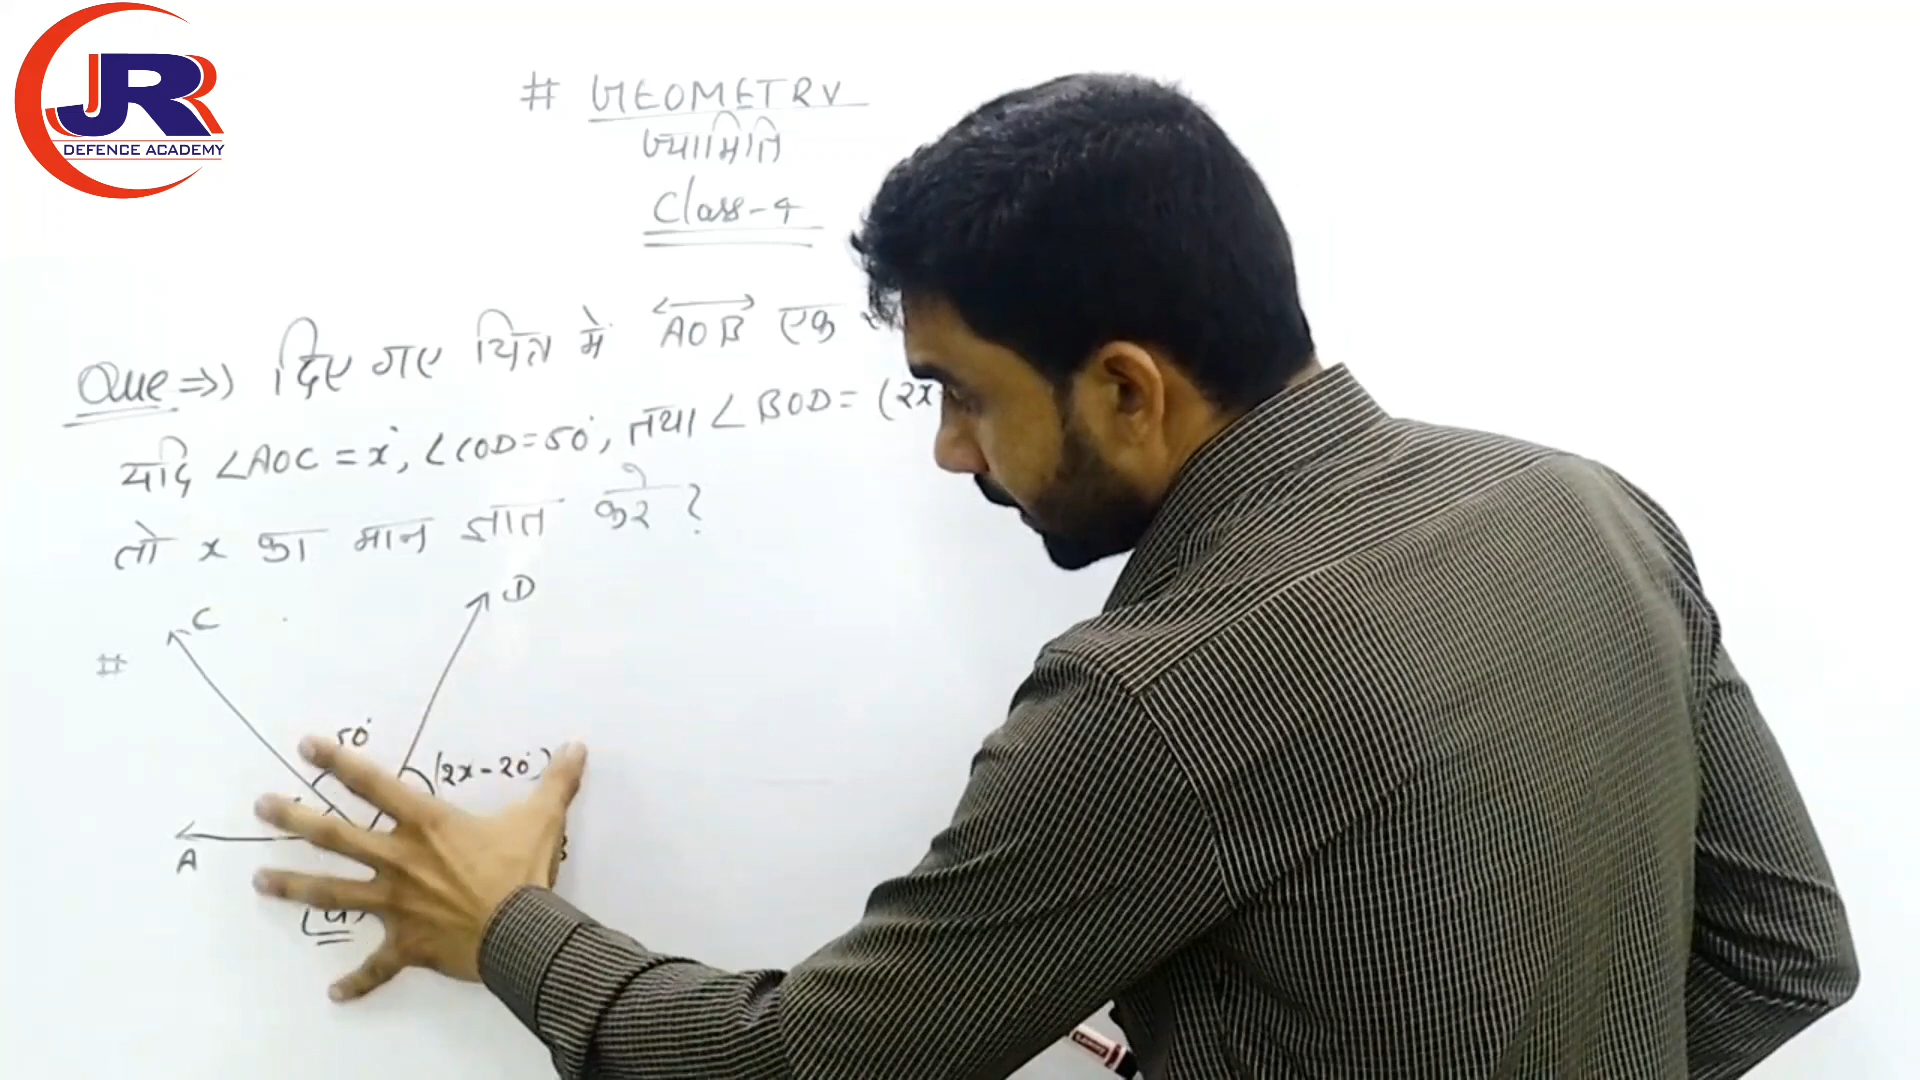 JR
DEFENCE ACADEMY
# GEOMETRY
ज्यामिति
Class-4
Que ⇒) दिए गए चित्र मे AOB एक
यदि ∠AOC = x°, ∠COD = 50°, तथा ∠BOD = (2x
तो x का मान ज्ञात करे ?
C
D
#
50°
(2x - 20°)
A